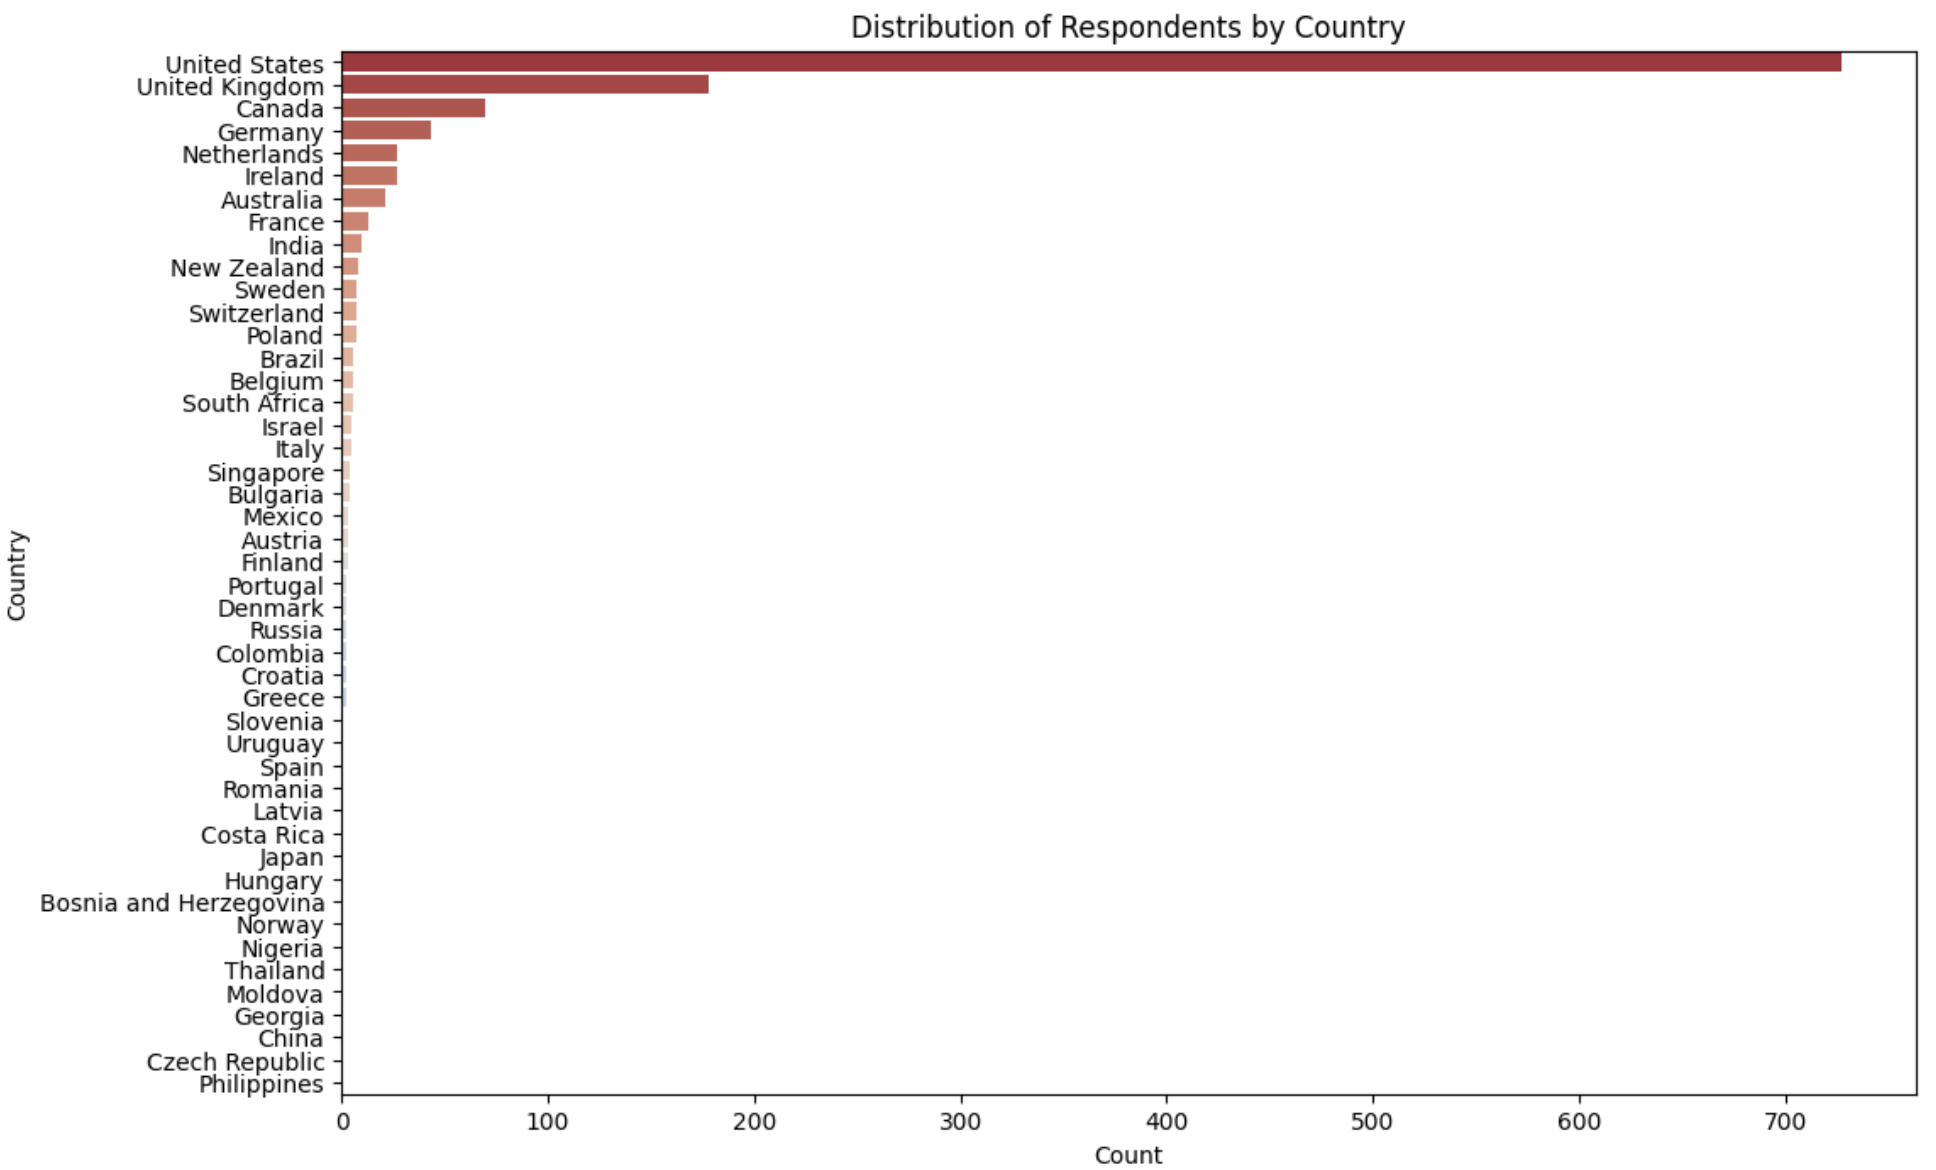 Distribution of Respondents by Country
United States
United Kingdom
Canada
Germany
Netherlands
Ireland
Australia
France
India
New Zealand
Sweden
Switzerland
Poland
Brazil
Belgium
South Africa
Israel
Italy
Singapore
Bulgaria
Mexico
Austria
Finland
Portugal
Denmark
Russia
Colombia
Croatia
Greece
Slovenia
Uruguay
Spain
Romania
Latvia
Costa Rica
Japan
Hungary
Bosnia and Herzegovina
Norway
Nigeria
Thailand
Moldova
Georgia
China
Czech Republic
Philippines
Country
0 100 200 300 400 500 600 700
Count